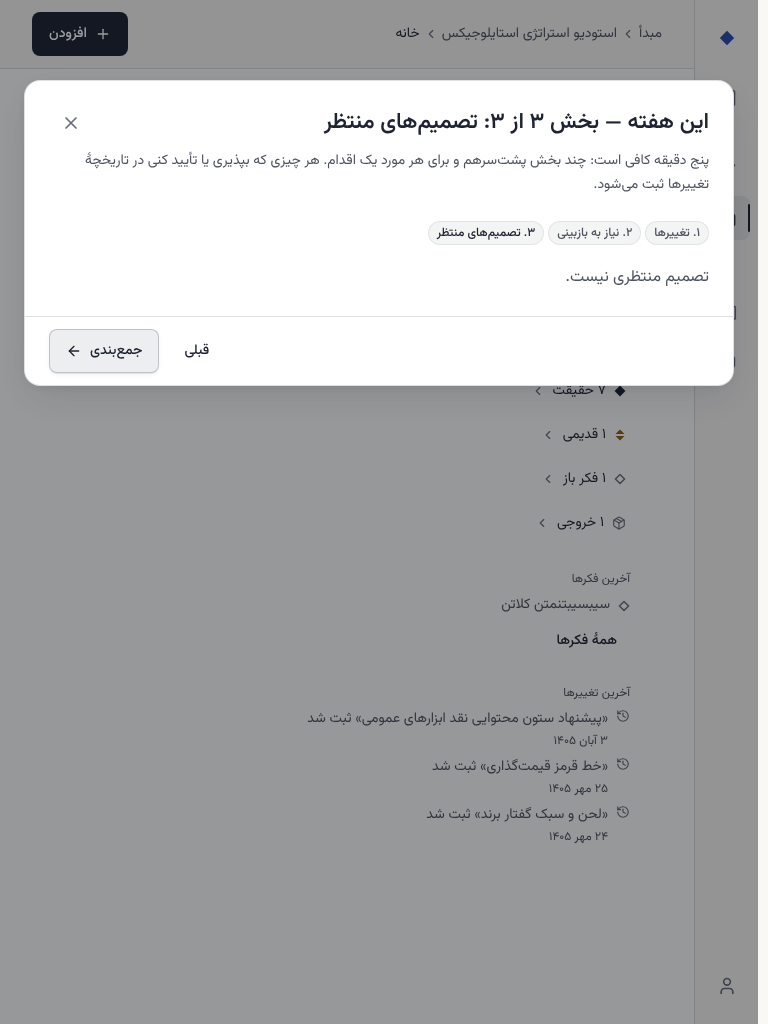 مبدأ
استودیو استراتژی استایلوجیکس
خانه
افزودن
این هفته — بخش ۳ از ۳: تصمیم‌های منتظر
پنج دقیقه کافی است: چند بخش پشت‌سرهم و برای هر مورد یک اقدام. هر چیزی که بپذیری یا تأیید کنی در تاریخچهٔ
تغییرها ثبت می‌شود.
۱. تغییرها
۲. نیاز به بازبینی
۳. تصمیم‌های منتظر
تصمیم منتظری نیست.
قبلی
جمع‌بندی
۷ حقیقت
۱ قدیمی
۱ فکر باز
۱ خروجی
آخرین فکرها
سیبسیبتنمتن کلاتن
همهٔ فکرها
آخرین تغییرها
«پیشنهاد ستون محتوایی نقد ابزارهای عمومی» ثبت شد
۳ آبان ۱۴۰۵
«خط قرمز قیمت‌گذاری» ثبت شد
۲۵ مهر ۱۴۰۵
«لحن و سبک گفتار برند» ثبت شد
۲۴ مهر ۱۴۰۵